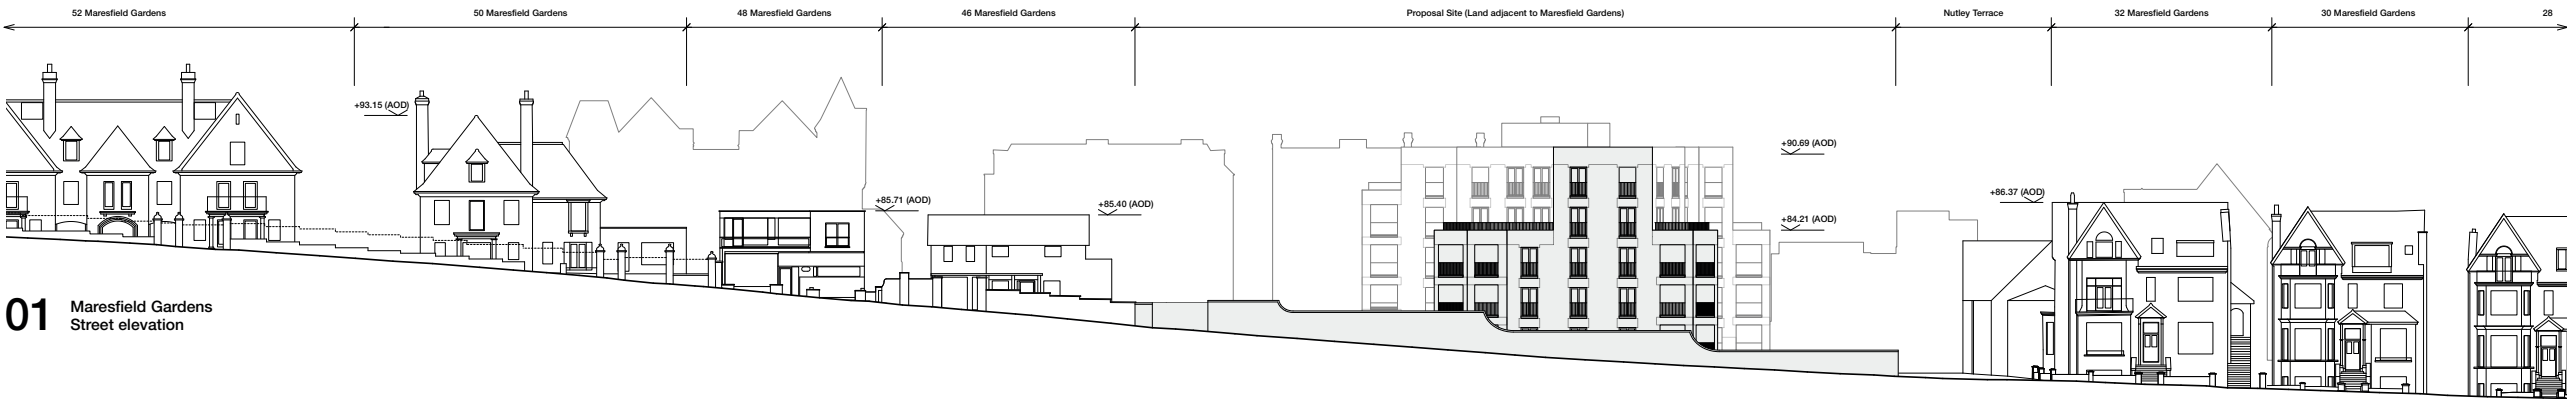 52 Maresfield Gardens
50 Maresfield Gardens
48 Maresfield Gardens
46 Maresfield Gardens
Proposal Site (Land adjacent to Maresfield Gardens)
Nutley Terrace
32 Maresfield Gardens
30 Maresfield Gardens
28
+93.15 (AOD)
+90.69 (AOD)
+86.37 (AOD)
+85.71 (AOD)
+85.40 (AOD)
+84.21 (AOD)
01
Maresfield Gardens
Street elevation